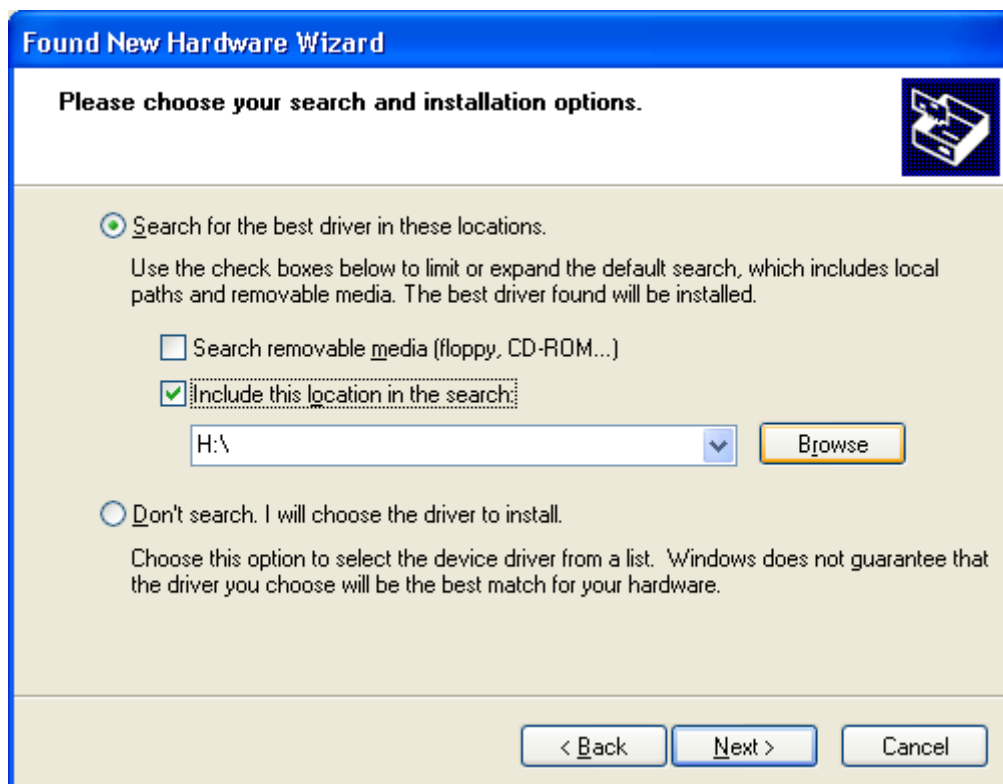 Found New Hardware Wizard
Please choose your search and installation options.
Search for the best driver in these locations.
Use the check boxes below to limit or expand the default search, which includes local
paths and removable media. The best driver found will be installed.
Search removable media (floppy, CD-ROM...)
Include this location in the search:
H:\
Browse
Don't search. I will choose the driver to install.
Choose this option to select the device driver from a list.  Windows does not guarantee that
the driver you choose will be the best match for your hardware.
< Back
Next >
Cancel